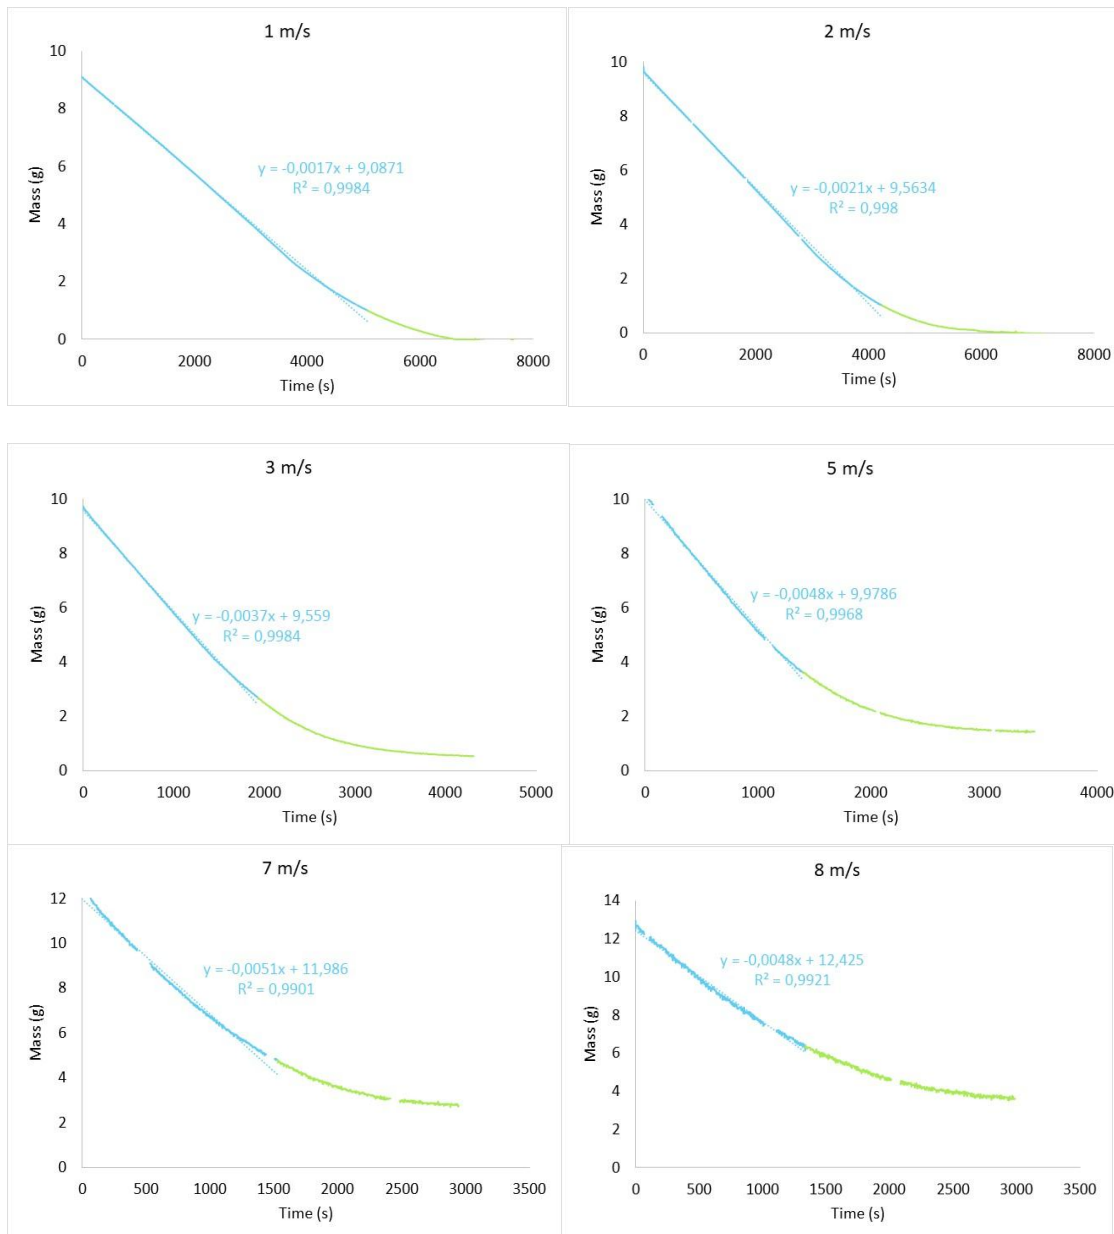 1 m/s
10
8
6
4
2
0
Mass (g)
y = -0,0017x + 9,0871
R² = 0,9984
0 2000 4000 6000 8000
Time (s)
2 m/s
10
8
6
4
2
0
Mass (g)
y = -0,0021x + 9,5634
R² = 0,998
0 2000 4000 6000 8000
Time (s)
3 m/s
10
8
6
4
2
0
Mass (g)
y = -0,0037x + 9,559
R² = 0,9984
0 1000 2000 3000 4000 5000
Time (s)
5 m/s
10
8
6
4
2
0
Mass (g)
y = -0,0048x + 9,9786
R² = 0,9968
0 1000 2000 3000 4000
Time (s)
7 m/s
12
10
8
6
4
2
0
Mass (g)
y = -0,0051x + 11,986
R² = 0,9901
0 500 1000 1500 2000 2500 3000 3500
Time (s)
8 m/s
14
12
10
8
6
4
2
0
Mass (g)
y = -0,0048x + 12,425
R² = 0,9921
0 500 1000 1500 2000 2500 3000 3500
Time (s)